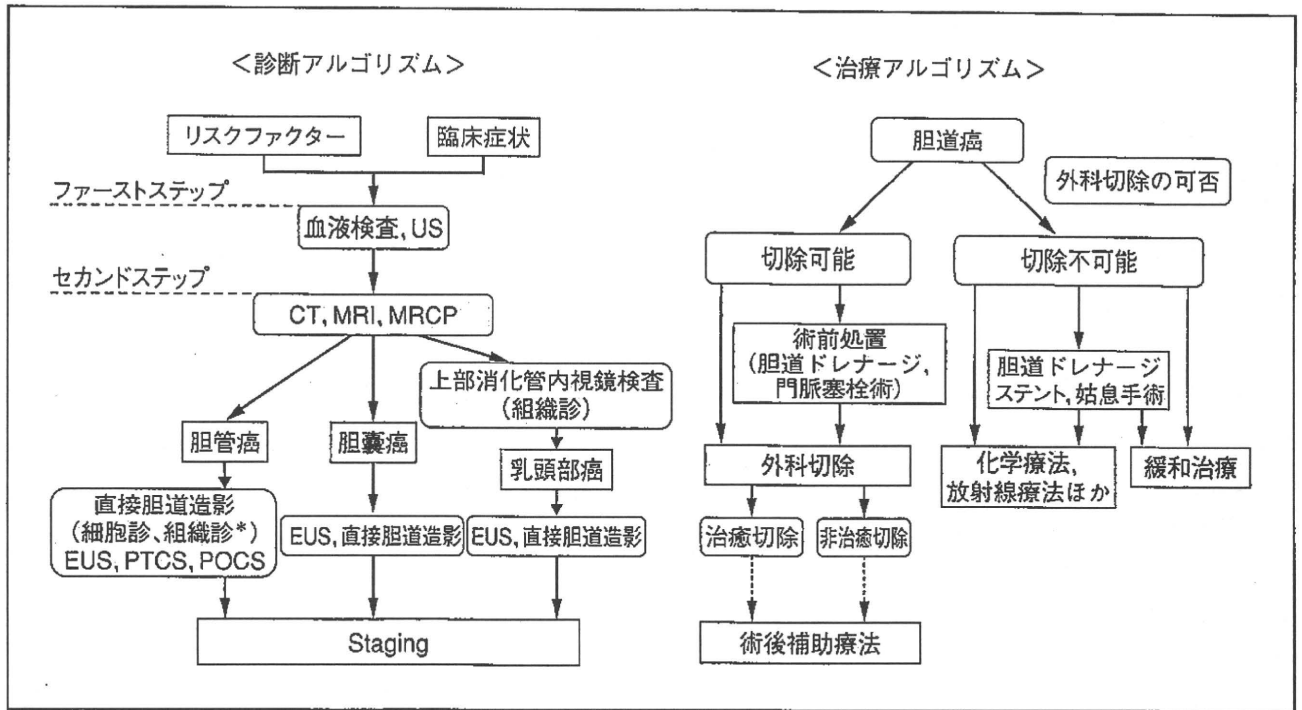 <診断アルゴリズム>
リスクファクター
臨床症状
ファーストステップ
血液検査, US
セカンドステップ
CT, MRI, MRCP
上部消化管内視鏡検査
(組織診)
胆管癌
胆嚢癌
乳頭部癌
直接胆道造影
(細胞診、組織診*)
EUS, PTCS, POCS
EUS, 直接胆道造影
EUS, 直接胆道造影
Staging
<治療アルゴリズム>
胆道癌
外科切除の可否
切除可能
切除不可能
術前処置
(胆道ドレナージ,
門脈塞栓術)
胆道ドレナージ
ステント, 姑息手術
外科切除
化学療法,
放射線療法ほか
緩和治療
治癒切除
非治癒切除
術後補助療法